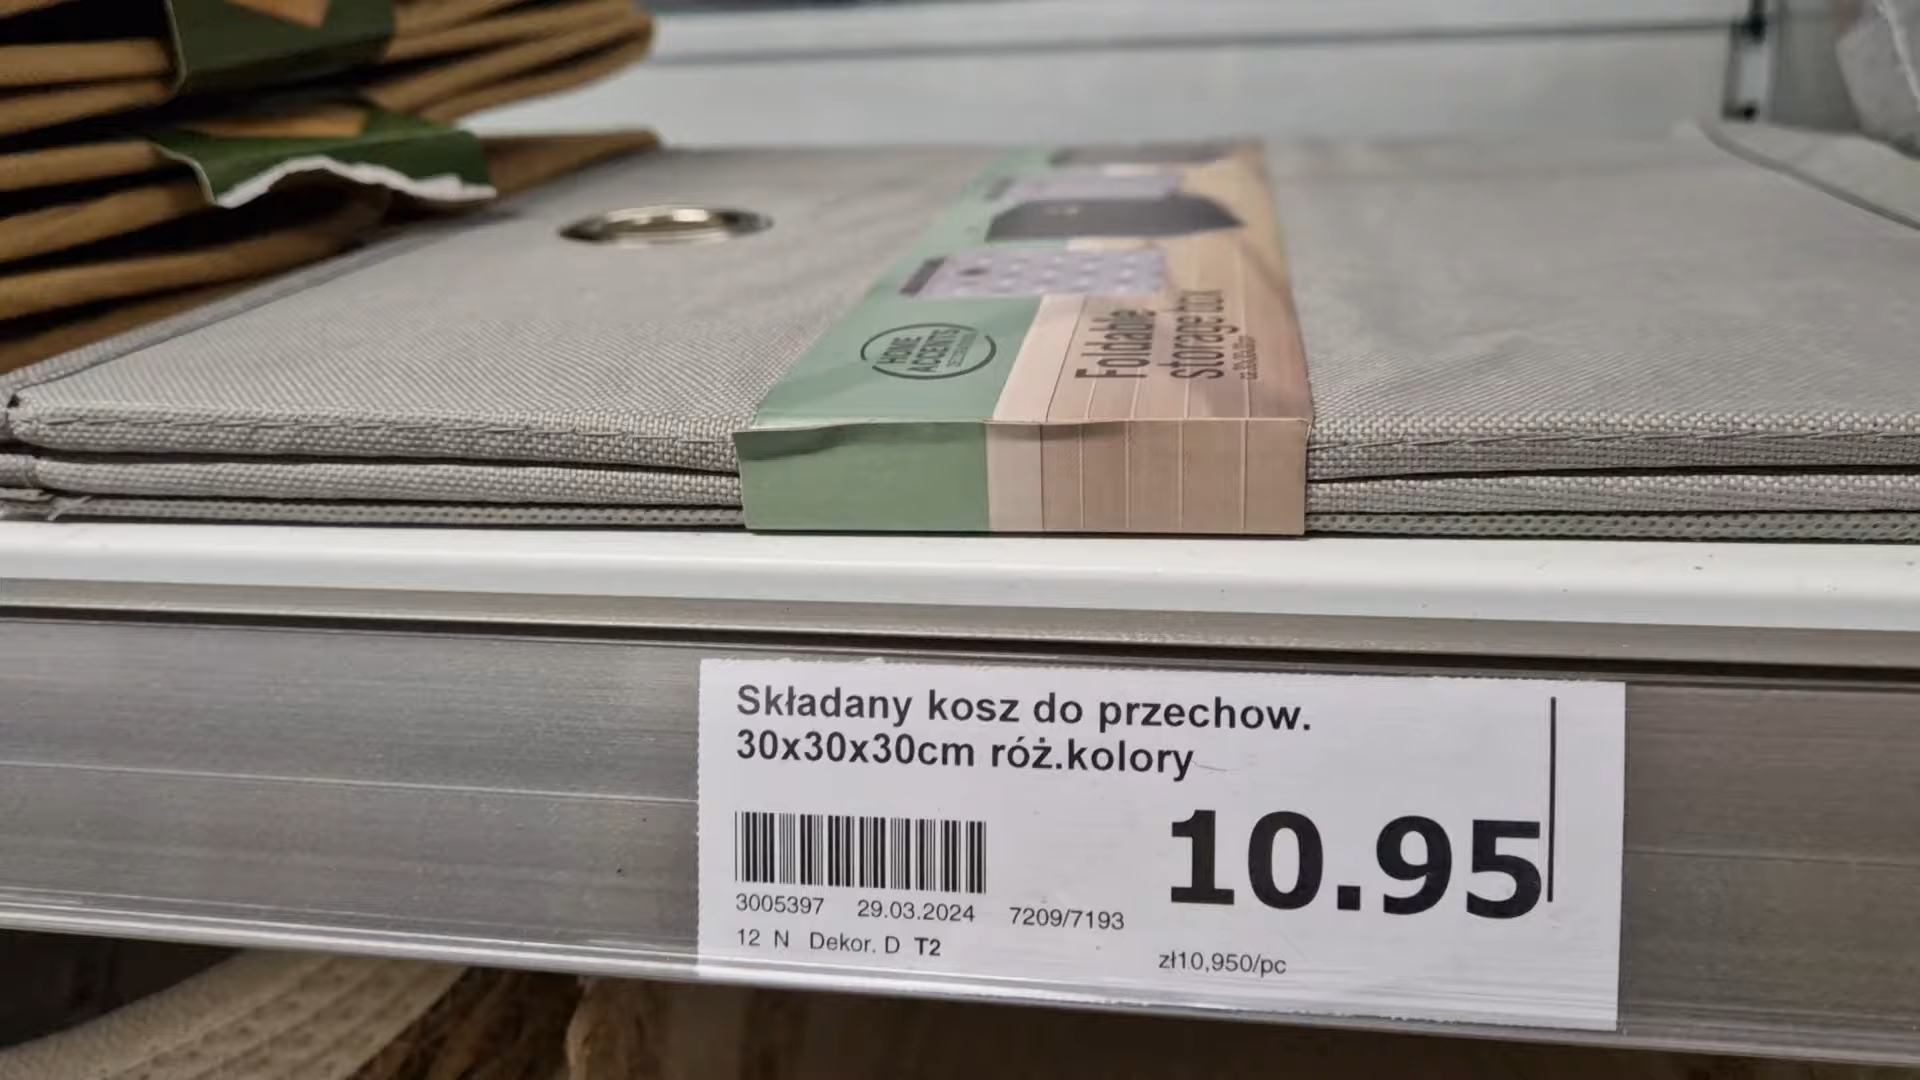 HOME
ACCENTS
Foldable
storage box
Składany kosz do przechow.
30x30x30cm róż.kolory
10.95
3005397 29.03.2024 7209/7193
12 N Dekor. D T2
zł10,950/pc